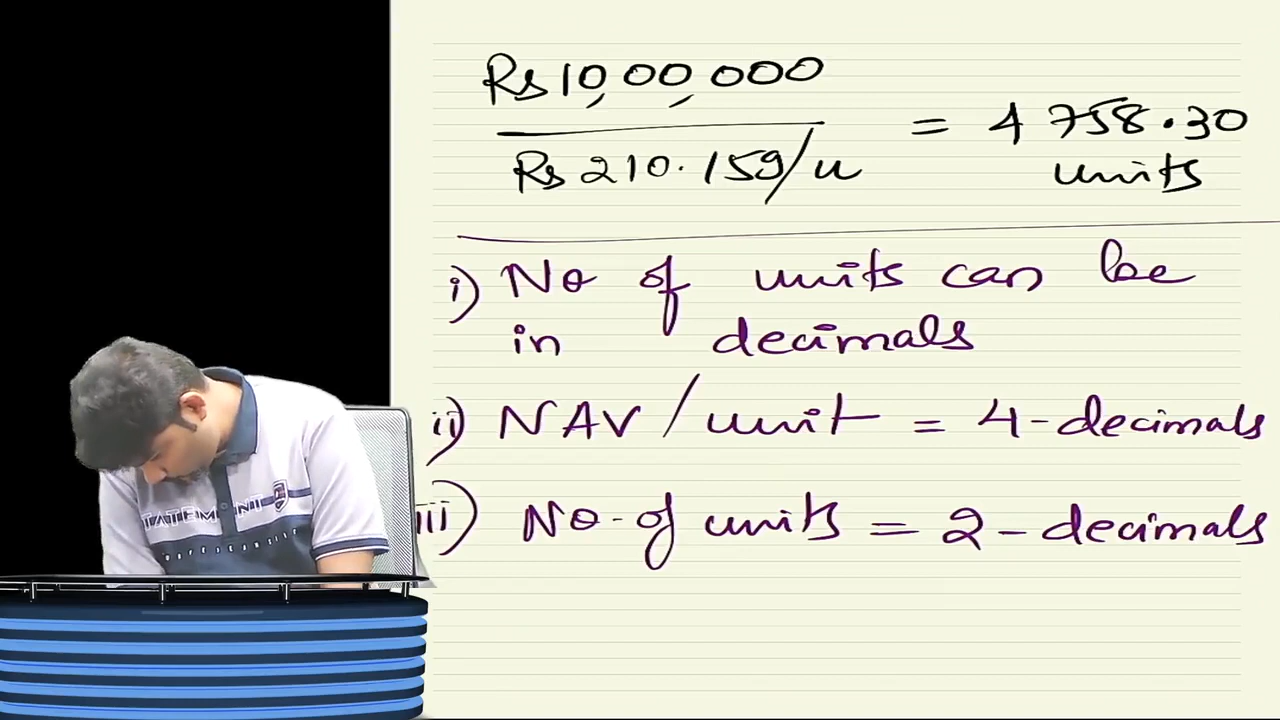 Rs 10,00,000
Rs 210.159/u
= 4758.30
units
i) No of units can be
in decimals
ii) NAV / unit = 4-decimals
iii) No. of units = 2-decimals
TATEMENT